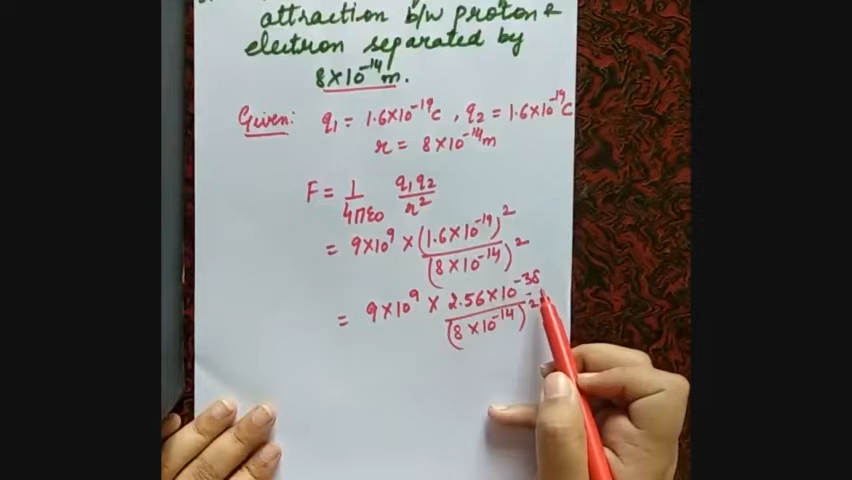 attraction b/w proton &
electron separated by
8×10⁻¹⁴m.
Given: q₁ = 1.6×10⁻¹⁹c , q₂ = 1.6×10⁻¹⁹c
r = 8×10⁻¹⁴m
F = 1/4πε₀ q₁q₂/r²
= 9×10⁹ × (1.6×10⁻¹⁹)²/(8×10⁻¹⁴)²
= 9×10⁹ × 2.56×10⁻³⁸/(8×10⁻¹⁴)²